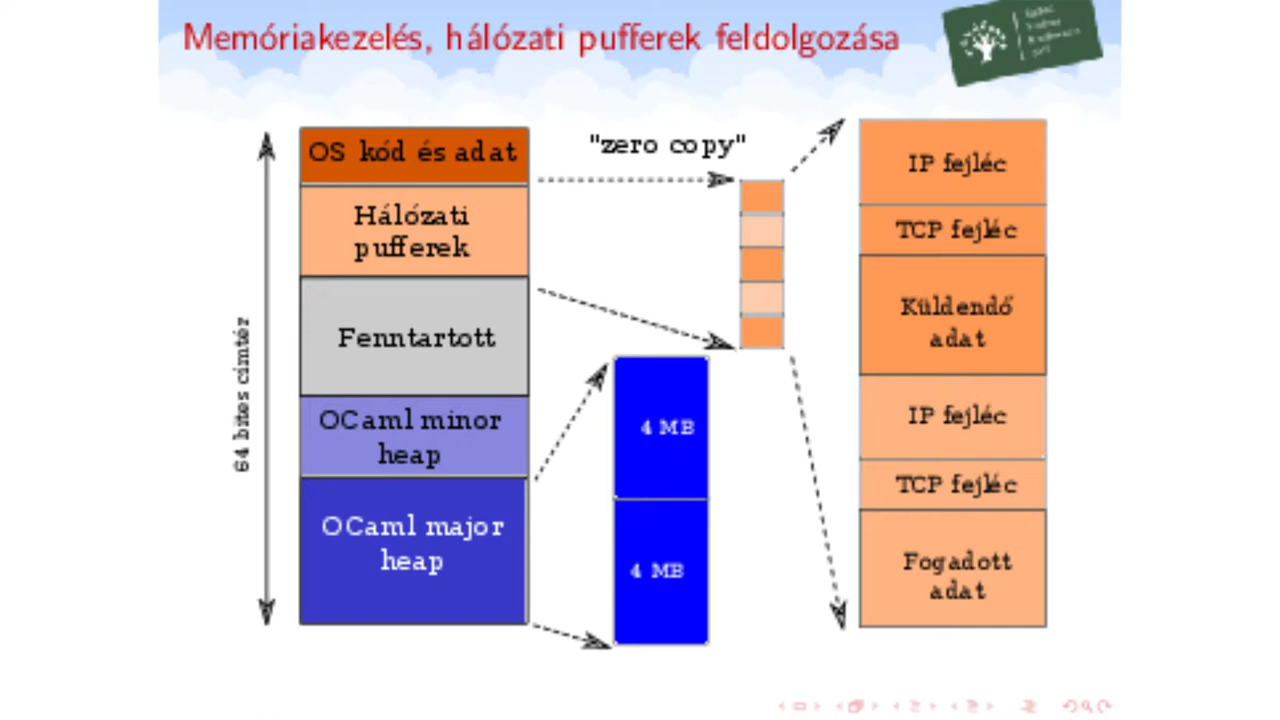 Memóriakezelés, hálózati pufferek feldolgozása
64 bites címtér
OS kód és adat
Hálózati
pufferek
Fenntartott
OCaml minor
heap
OCaml major
heap
"zero copy"
4 MB
4 MB
IP fejléc
TCP fejléc
Küldendő
adat
IP fejléc
TCP fejléc
Fogadott
adat